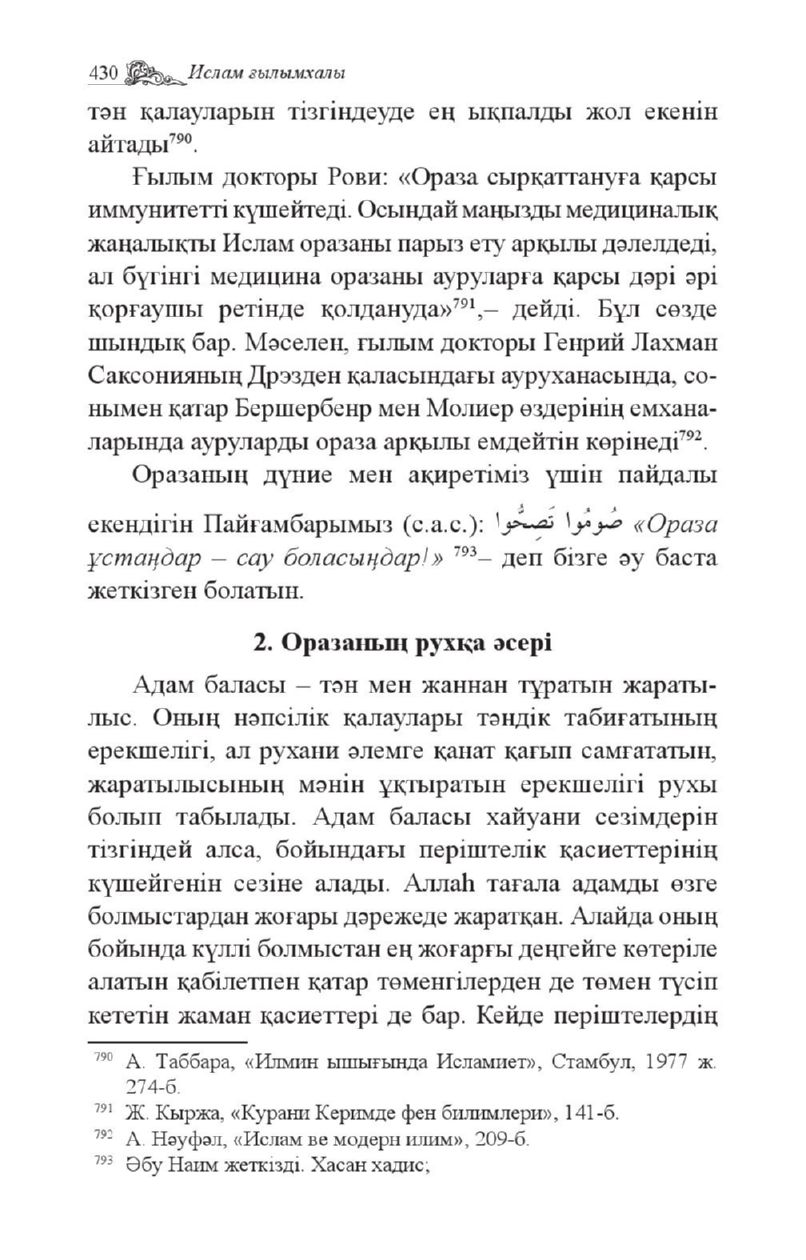 430 Ислам ғылымхалы
тән қалауларын тізгіндеуде ең ықпалды жол екенін
айтады⁷⁹⁰.
Ғылым докторы Рови: «Ораза сырқаттануға қарсы
иммунитетті күшейтеді. Осындай маңызды медициналық
жаңалықты Ислам оразаны парыз ету арқылы дәлелдеді,
ал бүгінгі медицина оразаны ауруларға қарсы дәрі әрі
қорғаушы ретінде қолдануда»⁷⁹¹,– дейді. Бұл сөзде
шындық бар. Мәселен, ғылым докторы Генрий Лахман
Саксонияның Дрэзден қаласындағы ауруханасында, со-
нымен қатар Бершербенр мен Молиер өздерінің емхана-
ларында ауруларды ораза арқылы емдейтін көрінеді⁷⁹².
Оразаның дүние мен ақиретіміз үшін пайдалы
екендігін Пайғамбарымыз (с.а.с.): صُومُوا تَصِحُّوا «Ораза
ұстаңдар – сау боласыңдар!» ⁷⁹³– деп бізге әу баста
жеткізген болатын.
2. Оразаның рухқа әсері
Адам баласы – тән мен жаннан тұратын жараты-
лыс. Оның нәпсілік қалаулары тәндік табиғатының
ерекшелігі, ал рухани әлемге қанат қағып самғататын,
жаратылысының мәнін ұқтыратын ерекшелігі рухы
болып табылады. Адам баласы хайуани сезімдерін
тізгіндей алса, бойындағы періштелік қасиеттерінің
күшейгенін сезіне алады. Аллаһ тағала адамды өзге
болмыстардан жоғары дәрежеде жаратқан. Алайда оның
бойында күллі болмыстан ең жоғарғы деңгейге көтеріле
алатын қабілетпен қатар төменгілерден де төмен түсіп
кететін жаман қасиеттері де бар. Кейде періштелердің
⁷⁹⁰ А. Таббара, «Илмин ышығында Исламиет», Стамбул, 1977 ж.
274-б.
⁷⁹¹ Ж. Кыржа, «Курани Керимде фен билимлери», 141-б.
⁷⁹² А. Нәуфәл, «Ислам ве модерн илим», 209-б.
⁷⁹³ Әбу Наим жеткізді. Хасан хадис;